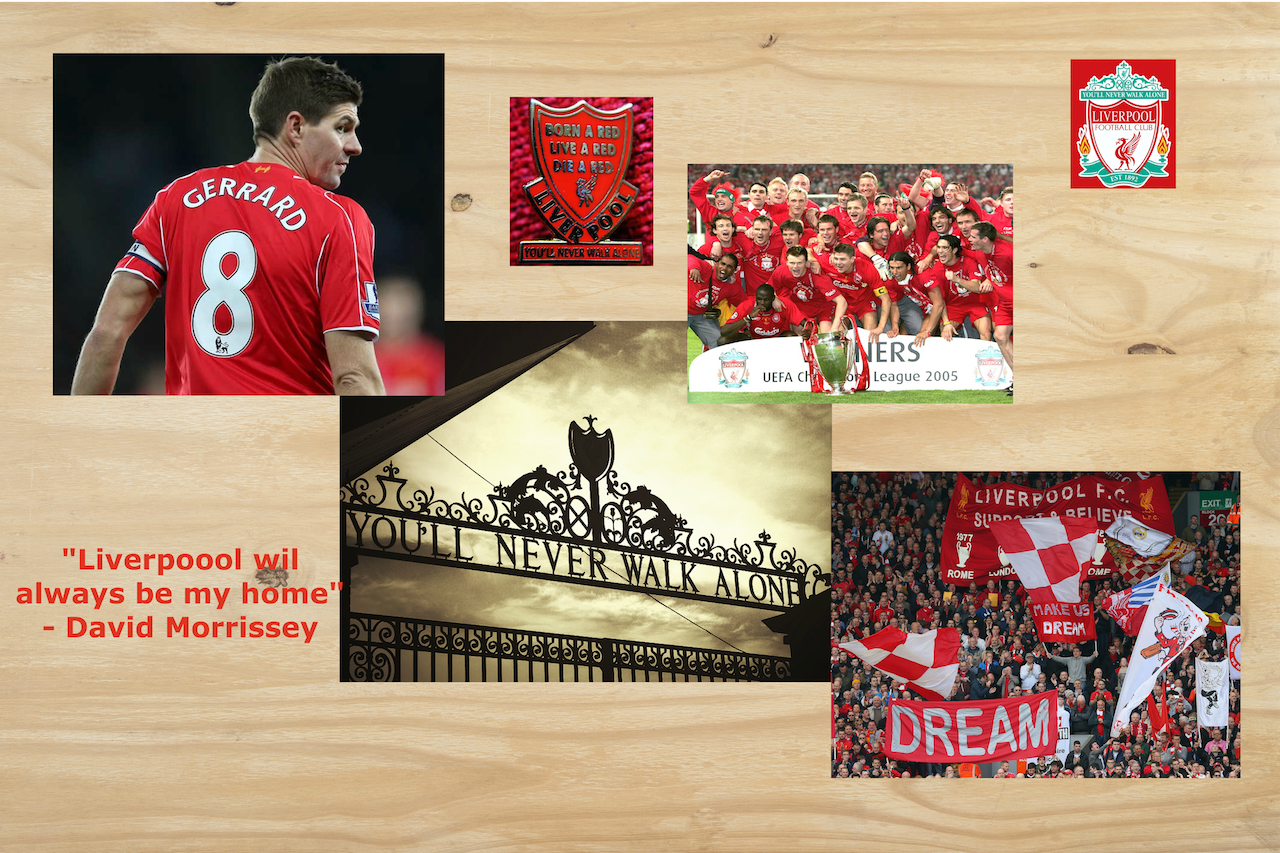 GERRARD
8
BORN A RED
LIVE A RED
DIE A RED
LIVERPOOL
YOU'LL NEVER WALK ALONE
YOU'LL NEVER WALK ALONE
LIVERPOOL
FOOTBALL CLUB
EST 1892
NERS
UEFA Ch League 2005
YOU'LL NEVER WALK ALONE
"Liverpoool wil
always be my home"
- David Morrissey
LIVERPOOL F.C.
SUPPORT & BELIEVE
1977
ROME
MAKE US
DREAM
EXIT
DREAM